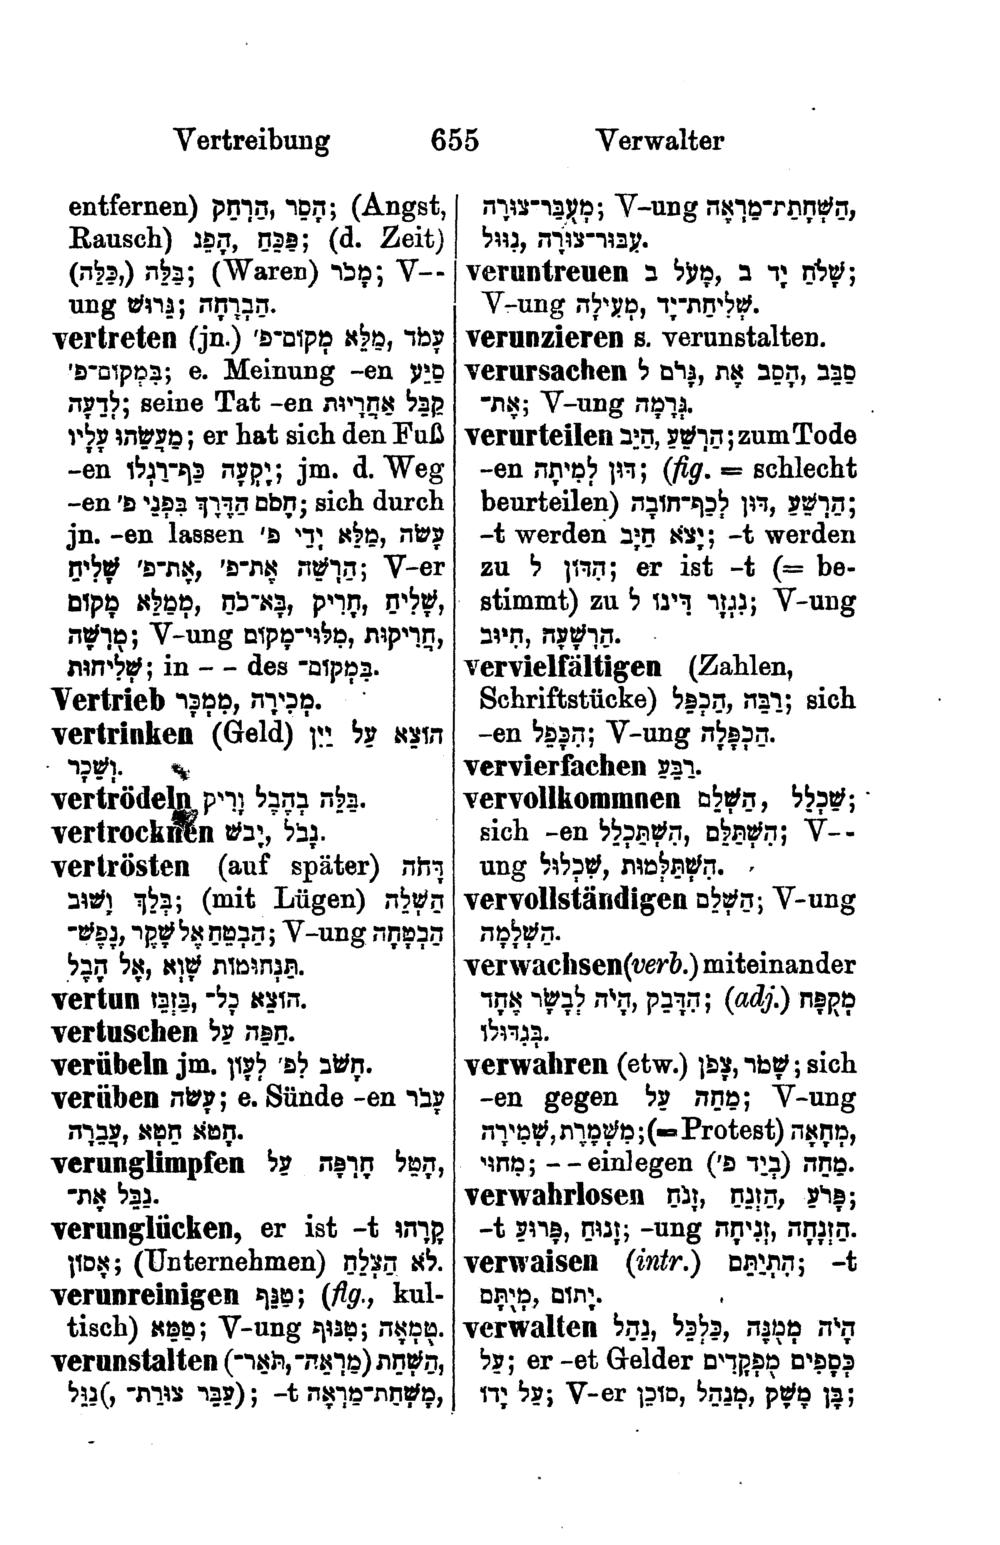 Vertreibung 655 Verwalter
entfernen) הָסֵר, הַרְחֵק; (Angst,
Rausch) הָפֵג, פַּכֵּחַ; (d. Zeit)
(כַּלֵּה,) בַּלֵּה; (Waren) מָכֹר; V--
ung גֵּרוּשׁ; הַבְרָחָה.
vertreten (jn.) עָמֹד, מַלֵּא מְקוֹם־פ'
בִּמְקוֹם־פ'; e. Meinung -en סַיֵּעַ
לְדֵעָה; seine Tat -en קַבֵּל אַחֲרָיוּת
מַעֲשֵׂהוּ עָלָיו; er hat sich den Fuß
-en יָקְעָה כַף־רַגְלוֹ; jm. d. Weg
-en חָסֹם הַדֶּרֶךְ בִּפְנֵי פ'; sich durch
jn. -en lassen עָשֹׂה, מַלֵּא יְדֵי פ'
הַרְשֵׁה אֶת־פ', אֶת־פ' שָׁלִיחַ; V-er
שָׁלִיחַ, חָרִיק, בָּא־כֹחַ, מְמַלֵּא מָקוֹם,
מֻרְשֶׁה; V-ung חֲרִיקוּת, מִלּוּי־מָקוֹם,
שְׁלִיחוּת; in - - des בִּמְקוֹם־.
Vertrieb מְכִירָה, מִמְכָּר.
vertrinken (Geld) הוֹצֵא עַל יַיִן
וְשֵׁכָר.
vertrödeln בַּלֵּה בְהֶבֶל וָרִיק.
vertrocknen נָבֹל, יָבֵשׁ.
vertrösten (auf später) דָּחֹה
בְּלֵךְ וָשׁוּב; (mit Lügen) הַשְׁלֵה
הַבְטֵחַ אֶל שֶׁקֶר, נֶפֶשׁ־; V-ung הַבְטָחָה
אֶל הֶבֶל, תַּנְחוּמוֹת שָׁוְא.
vertun הוֹצֵא כָל־, בַּזְבֵּז.
vertuschen חַפֵּה עַל.
verübeln jm. חָשֹׁב לְפ' לְעָוֹן.
verüben עָשֹׂה; e. Sünde -en עָבֹר
עֲבֵרָה, חָטֹא חֵטְא.
verunglimpfen הָטֵל חֶרְפָּה עַל,
נַבֵּל אֶת־.
verunglücken, er ist -t קָרָהוּ
אָסוֹן; (Unternehmen) לֹא הַצְלֵחַ.
verunreinigen טַנֵּף; (fig., kul-
tisch) טַמֵּא; V-ung טִנּוּף; טֻמְאָה.
verunstalten הַשְׁחֵת (מַרְאֶה־, תֹּאַר־),
נַוֵּל (, עַבֵּר צוּרַת־); -t מָשְׁחַת־מַרְאֶה,
מְעֻבַּר־צוּרָה; V-ung הַשְׁחָתַת־מַרְאֶה,
עִבּוּר־צוּרָה, נִוּוּל.
veruntreuen מָעֹל ב, שָׁלֹחַ יָד ב;
V-ung שְׁלִיחַת־יָד, מְעִילָה.
verunzieren s. verunstalten.
verursachen סַבֵּב, הָסֵב אֶת, גָּרֹם ל
אֶת־; V-ung גְּרָמָה.
verurteilen הַרְשֵׁעַ, חַיֵּב; zum Tode
-en דּוּן לְמִיתָה; (fig. = schlecht
beurteilen) הַרְשֵׁעַ, דּוּן לְכַף־חוֹבָה;
-t werden יָצֹא חַיָּב; -t werden
zu הִדּוֹן ל; er ist -t (= be-
stimmt) zu נִגְזַר דִּינוֹ ל; V-ung
הַרְשָׁעָה, חִיּוּב.
vervielfältigen (Zahlen,
Schriftstücke) רַבֵּה, הַכְפֵּל; sich
-en הִכָּפֵל; V-ung הַכְפָּלָה.
vervierfachen רַבֵּעַ.
vervollkommnen שַׁכְלֵל, הַשְׁלֵם;
sich -en הִשְׁתַּלֵּם, הִשְׁתַּכְלֵל; V--
ung הִשְׁתַּלְּמוּת, שִׁכְלוּל.
vervollständigen הַשְׁלֵם; V-ung
הַשְׁלָמָה.
verwachsen (verb.) miteinander
הִדָּבֵק, הָיֹה לְבָשָׂר אֶחָד; (adj.) מְקֻפָּח
בְּגִדּוּלוֹ.
verwahren (etw.) שָׁמֹר, צָפֹן; sich
-en gegen מַחֵה עַל; V-ung
שְׁמִירָה, מִשְׁמֶרֶת; (= Protest) מְחָאָה,
מִחוּי; - - einlegen מַחֵה (בְּיַד פ').
verwahrlosen פָּרֹעַ, הַזְנֵחַ, זָנֹחַ;
-t זָנוּחַ, פָּרוּעַ; -ung הַזְנָחָה, זְנִיחָה.
verwaisen (intr.) הִתְיַתֵּם; -t
יָתוֹם, מְיֻתָּם.
verwalten נַהֵל, כַּלְכֵּל, הָיֹה מְמֻנֶּה
עַל; er -et Gelder כְּסָפִים מֻפְקָדִים
עַל יָדוֹ; V-er בֶּן מֶשֶׁק, מְנַהֵל, סוֹכֵן;